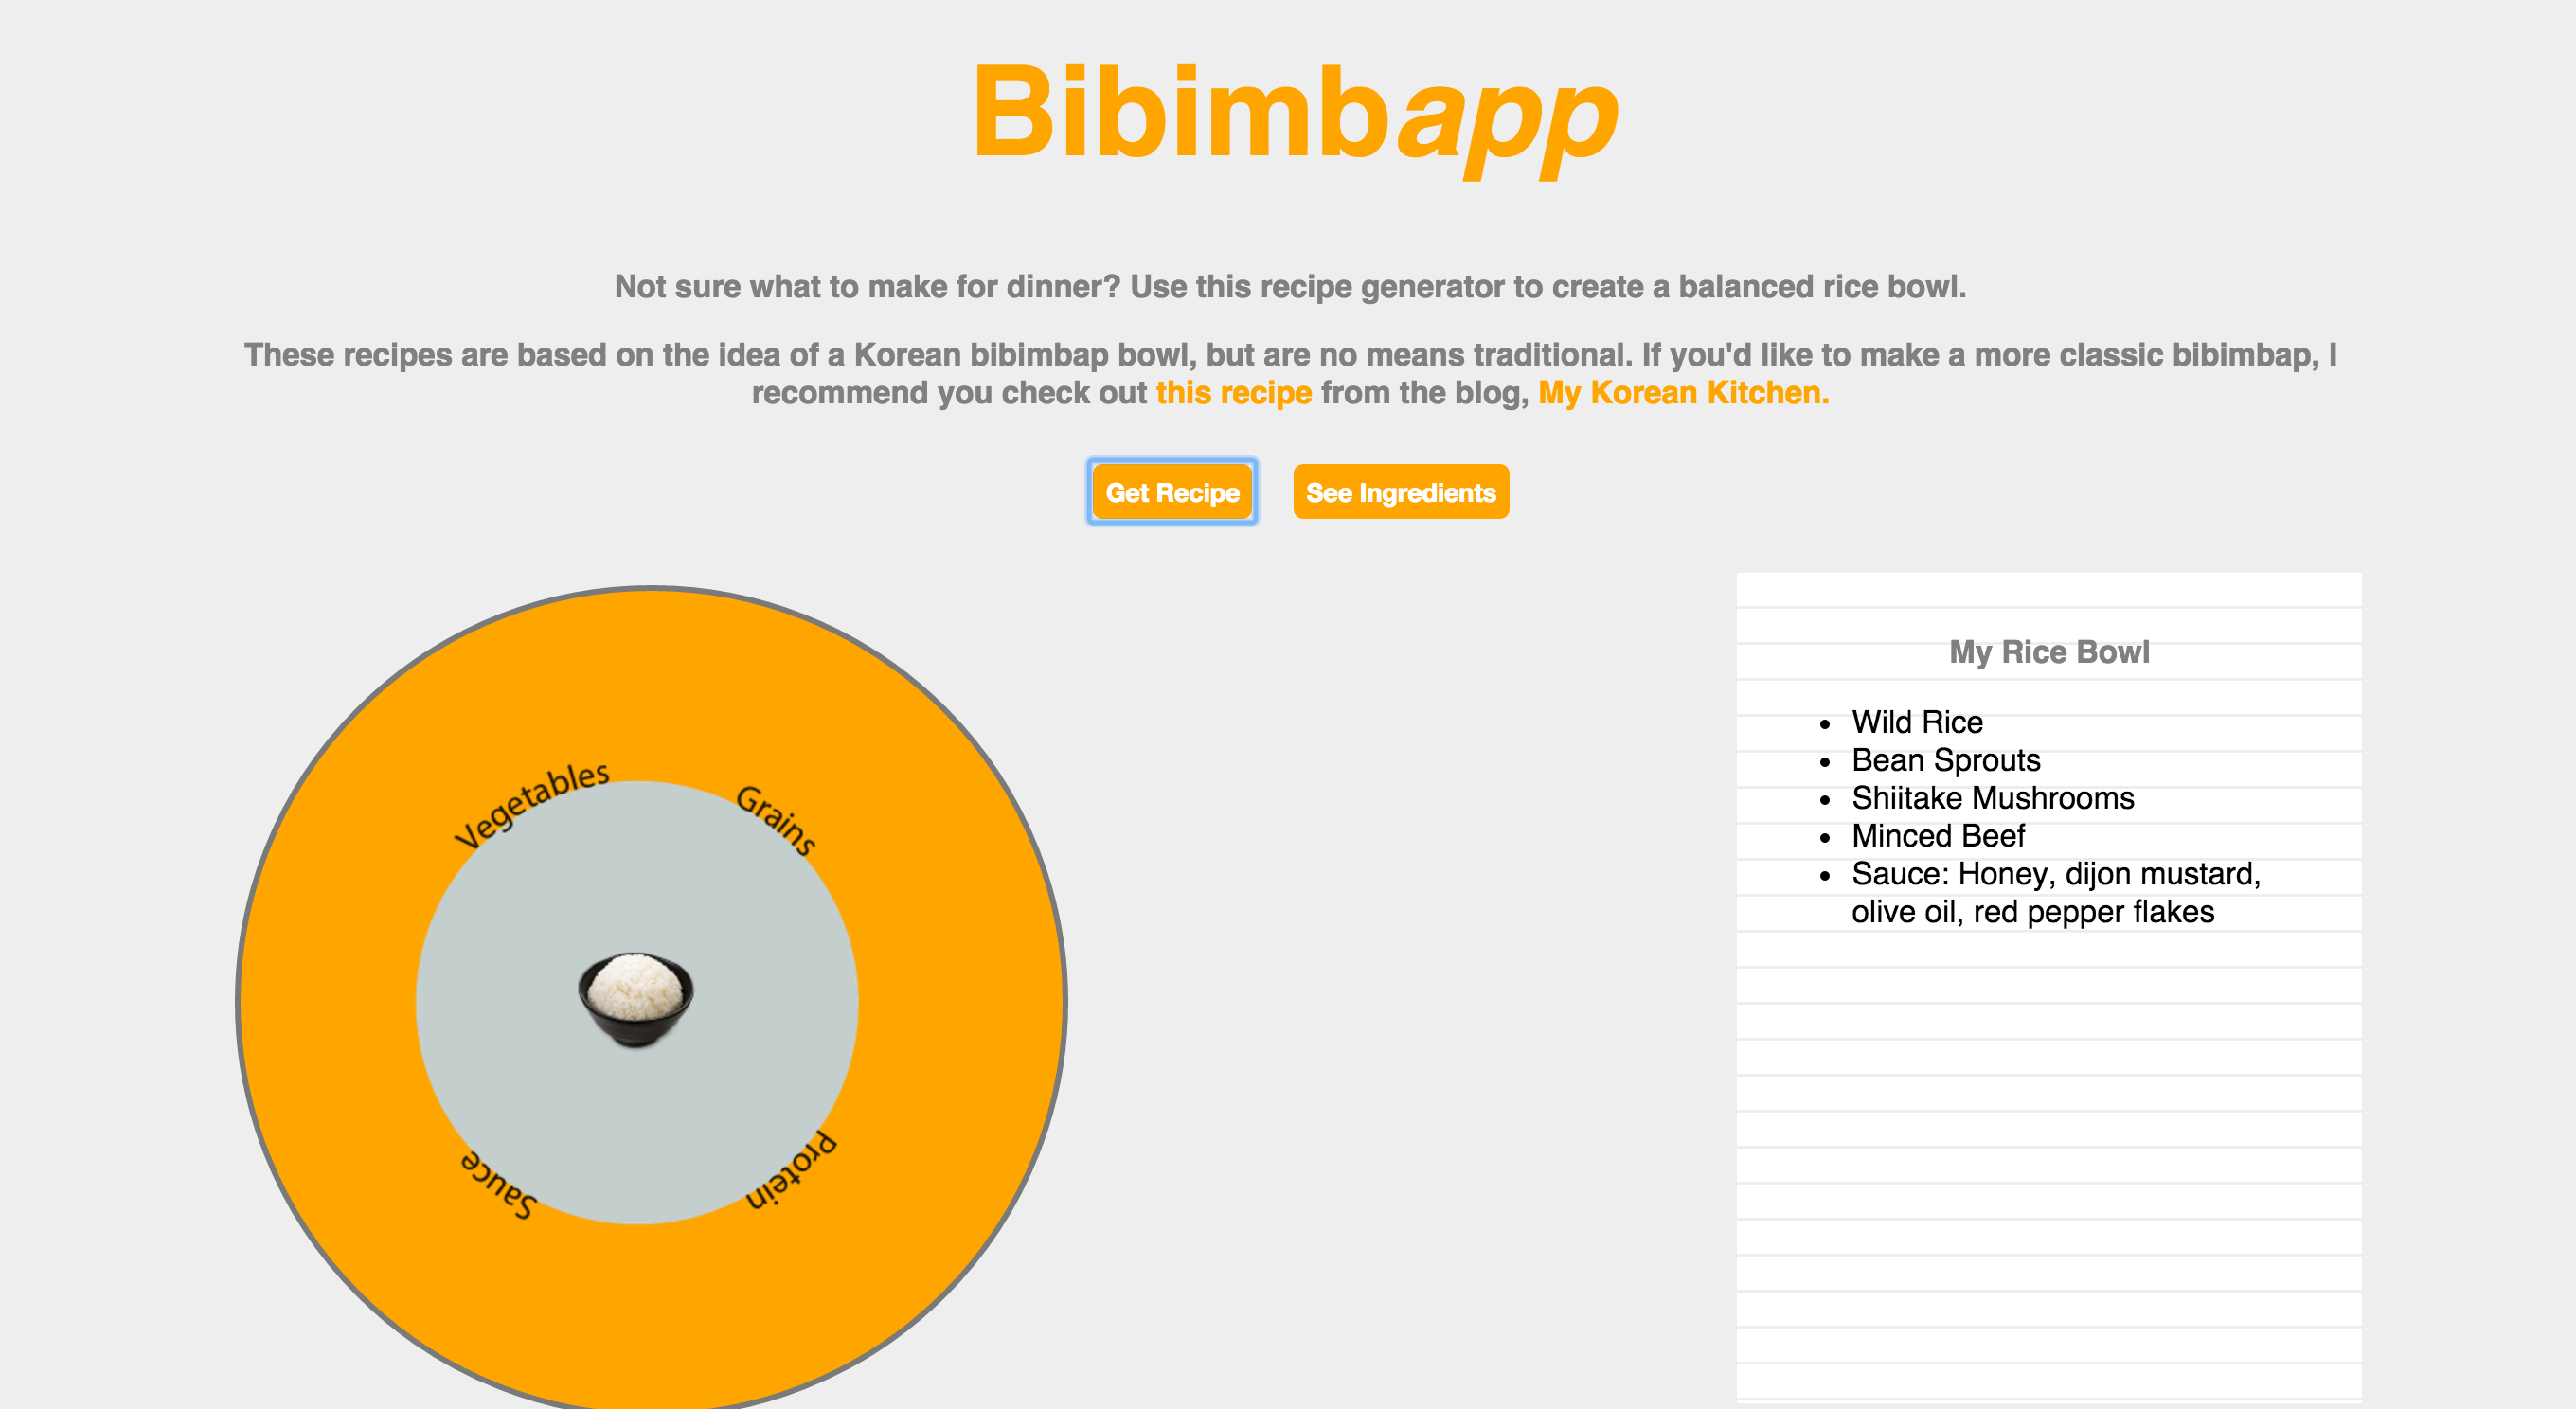 Bibimbapp
Not sure what to make for dinner? Use this recipe generator to create a balanced rice bowl.
These recipes are based on the idea of a Korean bibimbap bowl, but are no means traditional. If you'd like to make a more classic bibimbap, I
recommend you check out this recipe from the blog, My Korean Kitchen.
Get Recipe
See Ingredients
Vegetables
Grains
Sauce
Protein
My Rice Bowl
• Wild Rice
• Bean Sprouts
• Shiitake Mushrooms
• Minced Beef
• Sauce: Honey, dijon mustard,
olive oil, red pepper flakes